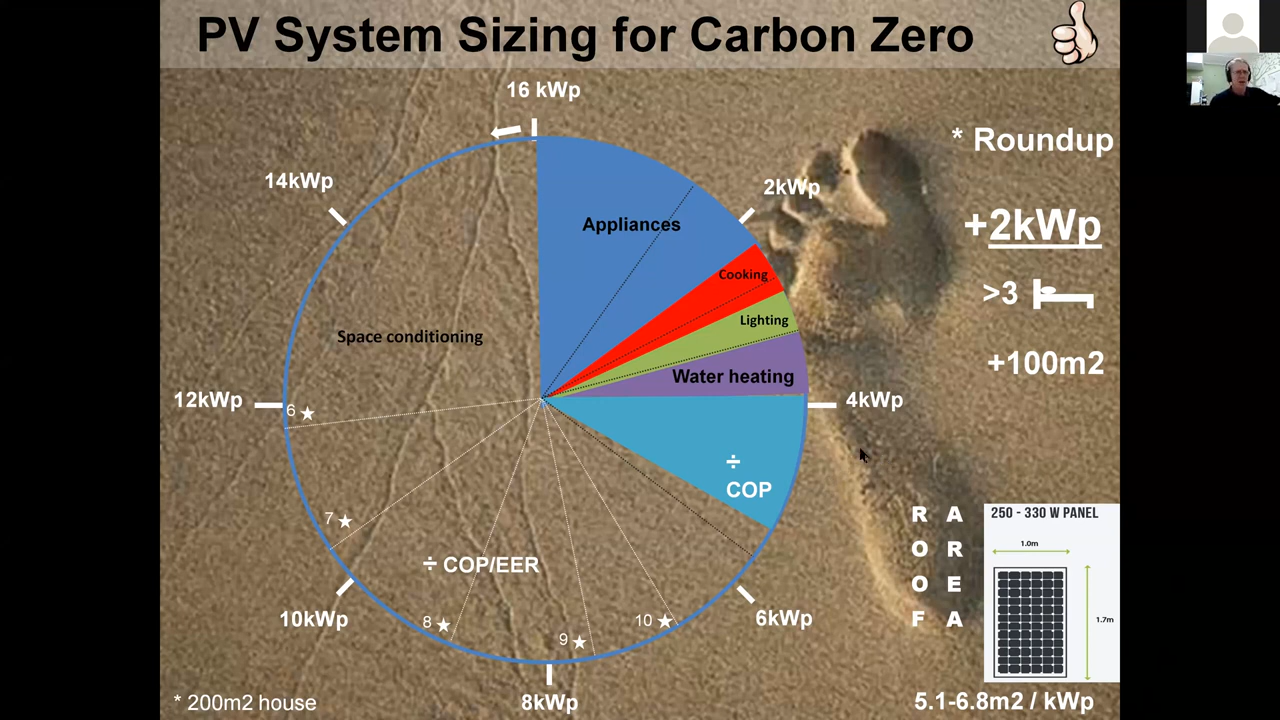 PV System Sizing for Carbon Zero
16 kWp
* Roundup
14kWp
2kWp
+2kWp
Appliances
Cooking
>3
Lighting
Space conditioning
+100m2
Water heating
12kWp
4kWp
6 ★
÷
COP
7 ★
R A
O R
O E
F A
250 - 330 W PANEL
1.0m
1.7m
÷ COP/EER
10kWp
8 ★
9 ★
10 ★
6kWp
* 200m2 house
8kWp
5.1-6.8m2 / kWp